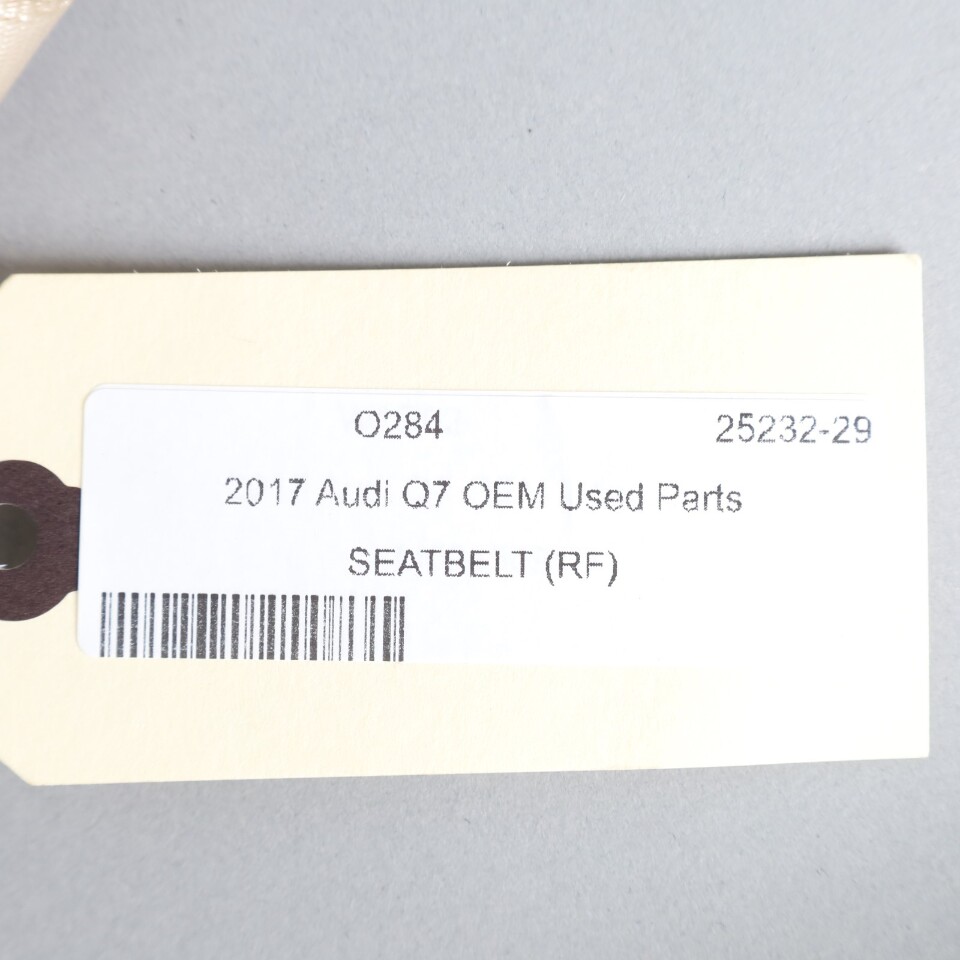 O284 25232-29
2017 Audi Q7 OEM Used Parts
SEATBELT (RF)